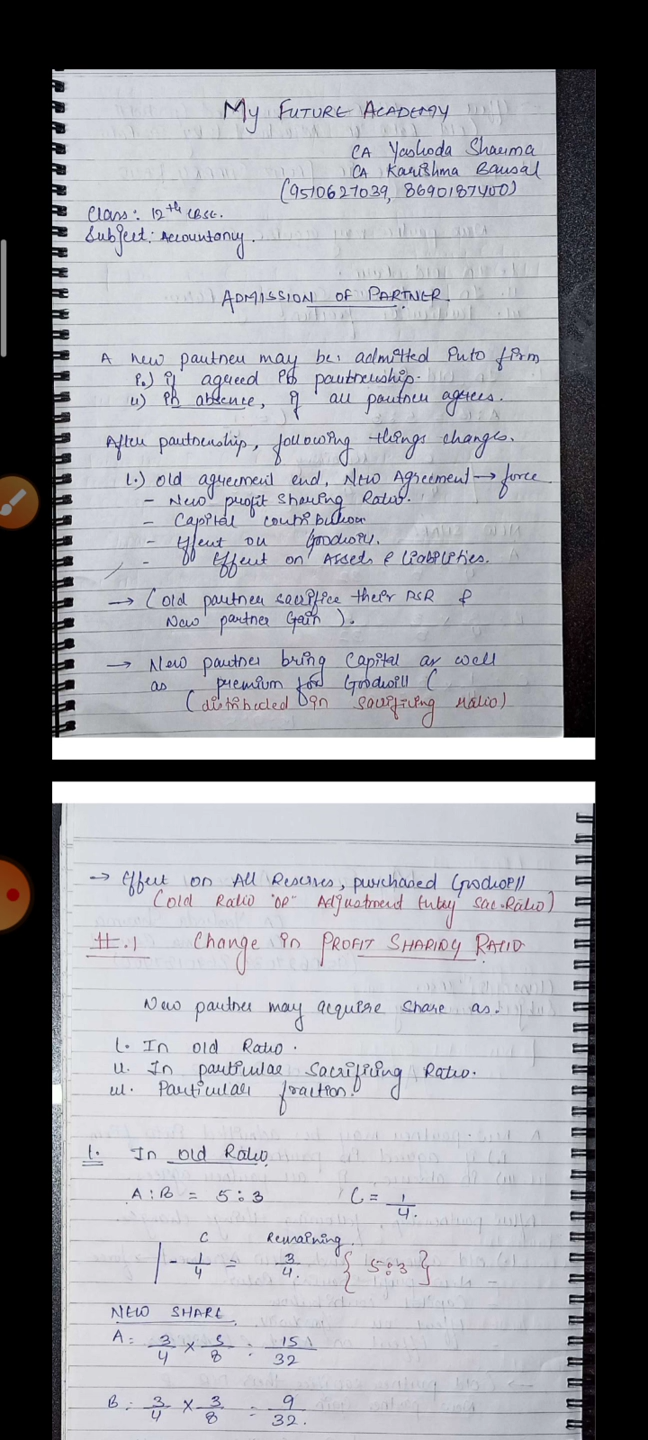 My FUTURE ACADEMY
CA Yashoda Sharma
CA Karishma Bansal
(9510627039, 8690187400)
Class: 12th CBSE.
Subject: Accountancy.
ADMISSION OF PARTNER
A new partner may be admitted into firm
i.) if agreed in partnership.
ii) in absence, if all partner agrees.
After partnership, following things changes.
1.) Old agreement end, New Agreement → force
- New profit sharing Ratio.
- Capital contribution
- Effect on Goodwill.
- Effect on Assets & Liabilities.
→ (Old partner sacrifice their PSR &
New partner Gain).
→ New partner bring Capital as well
as premium for Goodwill (
(distributed in sacrificing ratio)
→ Effect on All Reserves, purchased Goodwill
(Old Ratio "OR" Adjustment entry Sac. Ratio)
#.1 Change in PROFIT SHARING RATIO
New partner may acquire share as.
i. In old Ratio.
ii. In particular Sacrificing Ratio.
iii. Particular fraction.
1. In old Ratio
A:B = 5:3 C = 1/4.
C Remaining
1 - 1/4 = 3/4. {5:3}
NEW SHARE
A = 3/4 × 5/8 = 15/32
B = 3/4 × 3/8 = 9/32.